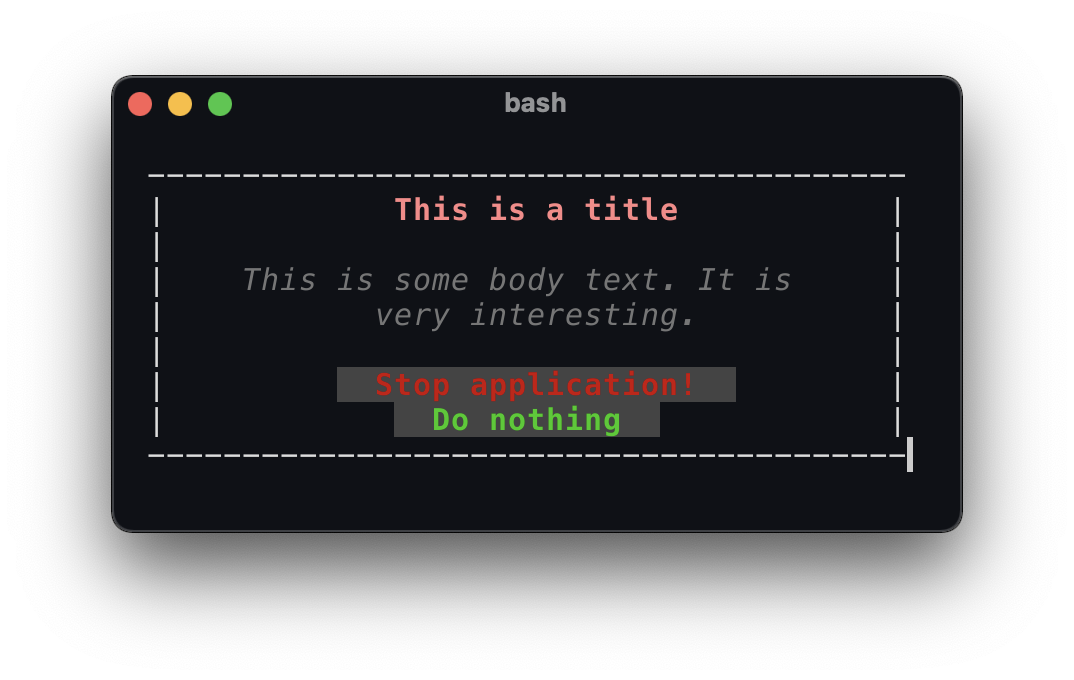 bash
This is a title
This is some body text. It is
very interesting.
Stop application!
Do nothing